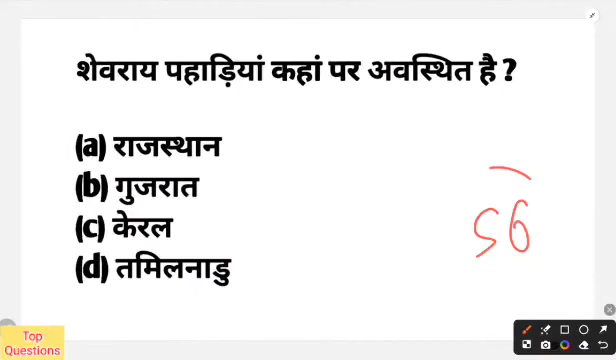 शेवराय पहाड़ियां कहां पर अवस्थित है ?
(a) राजस्थान
(b) गुजरात
(c) केरल
(d) तमिलनाडु
56
Top
Questions